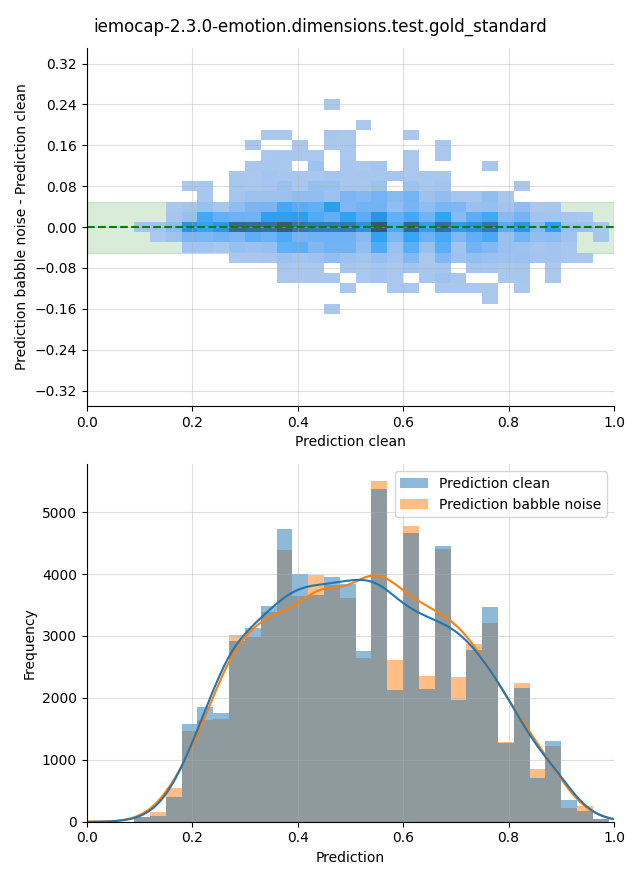 iemocap-2.3.0-emotion.dimensions.test.gold_standard
Prediction babble noise - Prediction clean
0.32
0.24
0.16
0.08
0.00
−0.08
−0.16
−0.24
−0.32
0.0 0.2 0.4 0.6 0.8 1.0
Prediction clean
Prediction clean
Prediction babble noise
Frequency
5000
4000
3000
2000
1000
0
0.0 0.2 0.4 0.6 0.8 1.0
Prediction